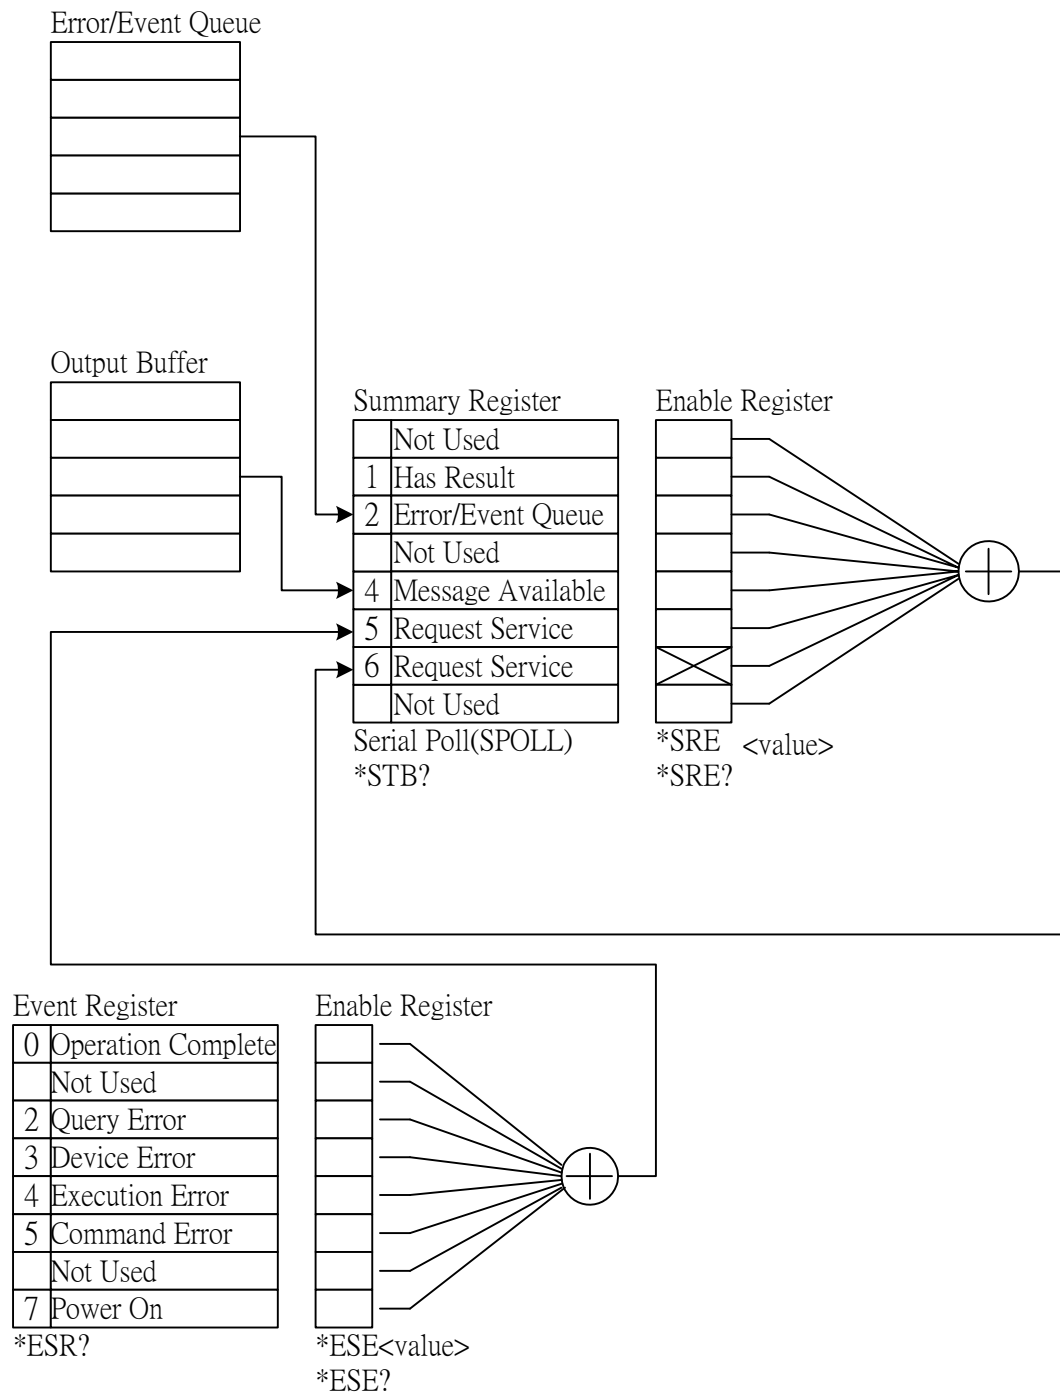 Error/Event Queue
Output Buffer
Summary Register
Not Used
1 Has Result
2 Error/Event Queue
Not Used
4 Message Available
5 Request Service
6 Request Service
Not Used
Serial Poll(SPOLL)
*STB?
Enable Register
*SRE <value>
*SRE?
Event Register
0 Operation Complete
Not Used
2 Query Error
3 Device Error
4 Execution Error
5 Command Error
Not Used
7 Power On
*ESR?
Enable Register
*ESE<value>
*ESE?